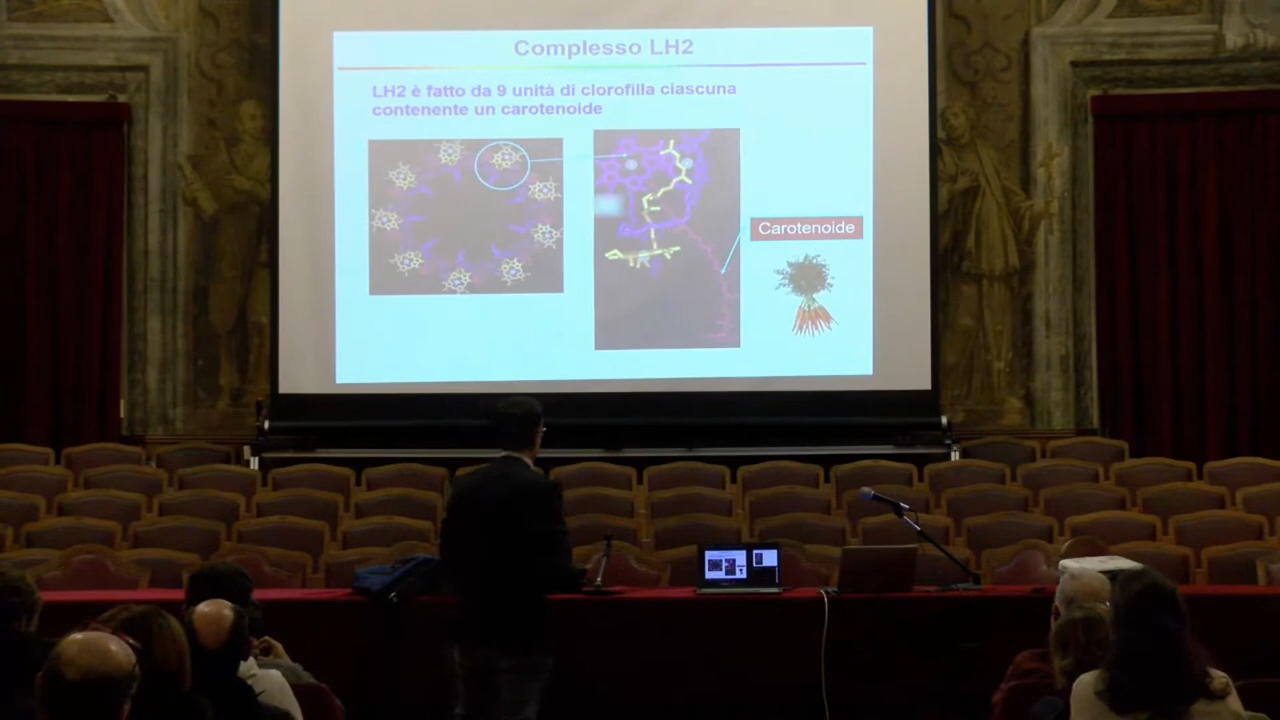 Complesso LH2
LH2 è fatto da 9 unità di clorofilla ciascuna
contenente un carotenoide
Carotenoide